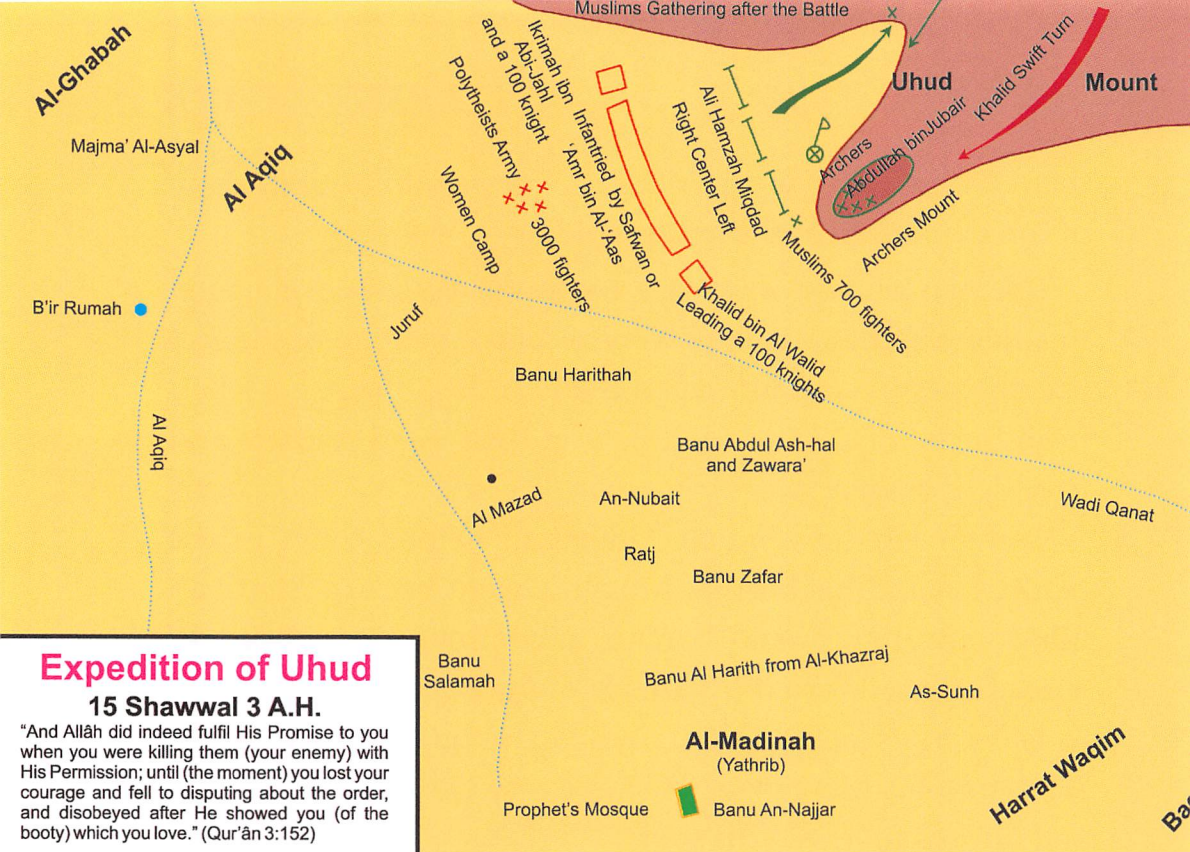 Muslims Gathering after the Battle
Al-Ghabah
Majma' Al-Asyal
Al Aqiq
Ikrimah ibn
Abi-Jahl
and a 100 knight
Infantried by Safwan or
'Amr bin Al-'Aas
Polytheists Army
3000 fighters
Women Camp
Ali Hamzah Miqdad
Right Center Left
Muslims 700 fighters
Khalid bin Al Walid
Leading a 100 knights
Uhud
Mount
Khalid Swift Turn
Archers
Abdullah binJubair
Archers Mount
B'ir Rumah
Juruf
Al Aqiq
Banu Harithah
Banu Abdul Ash-hal
and Zawara'
Al Mazad
An-Nubait
Wadi Qanat
Ratj
Banu Zafar
Banu
Salamah
Banu Al Harith from Al-Khazraj
As-Sunh
Al-Madinah
(Yathrib)
Prophet's Mosque
Banu An-Najjar
Harrat Waqim
Expedition of Uhud
15 Shawwal 3 A.H.
“And Allâh did indeed fulfil His Promise to you
when you were killing them (your enemy) with
His Permission; until (the moment) you lost your
courage and fell to disputing about the order,
and disobeyed after He showed you (of the
booty) which you love.” (Qur'ân 3:152)